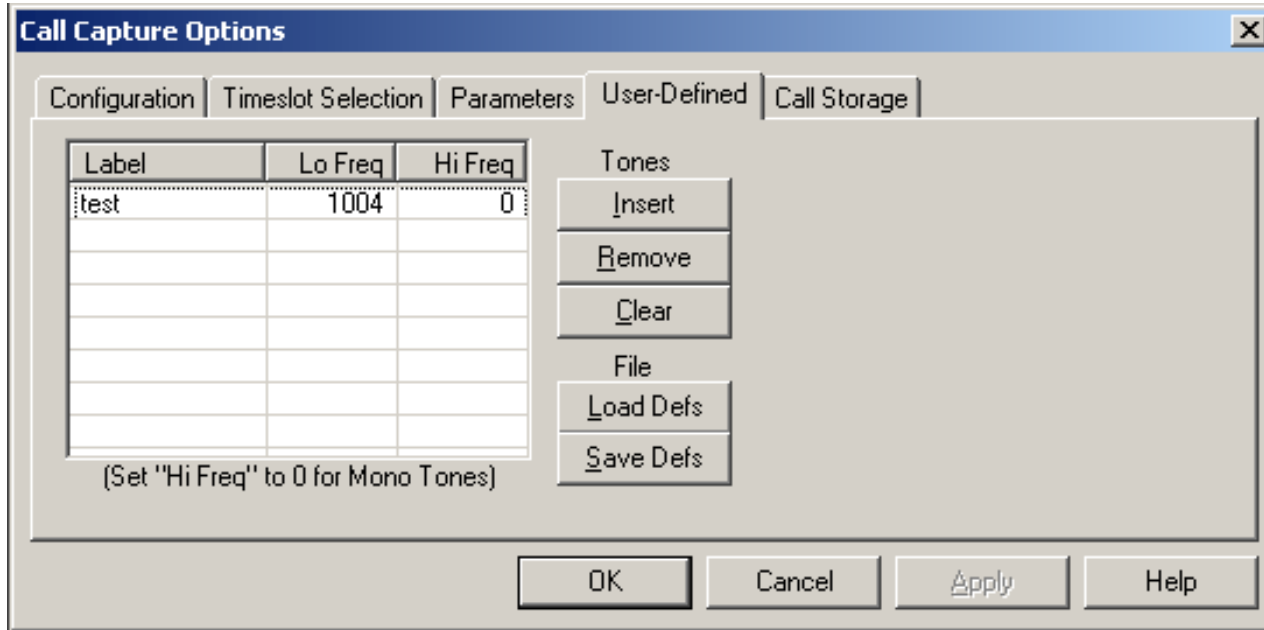 Call Capture Options
Configuration Timeslot Selection Parameters User-Defined Call Storage
Label Lo Freq Hi Freq
test 1004 0
(Set "Hi Freq" to 0 for Mono Tones)
Tones
Insert
Remove
Clear
File
Load Defs
Save Defs
OK Cancel Apply Help